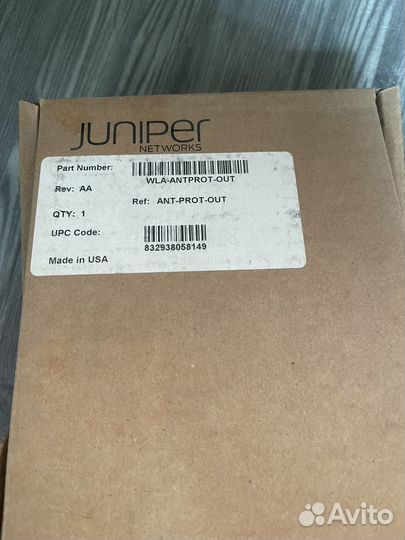 JUNIPER
NETWORKS
Part Number:
WLA-ANTPROT-OUT
Rev: AA
Ref: ANT-PROT-OUT
QTY: 1
UPC Code:
832938058149
Made in USA
Avito